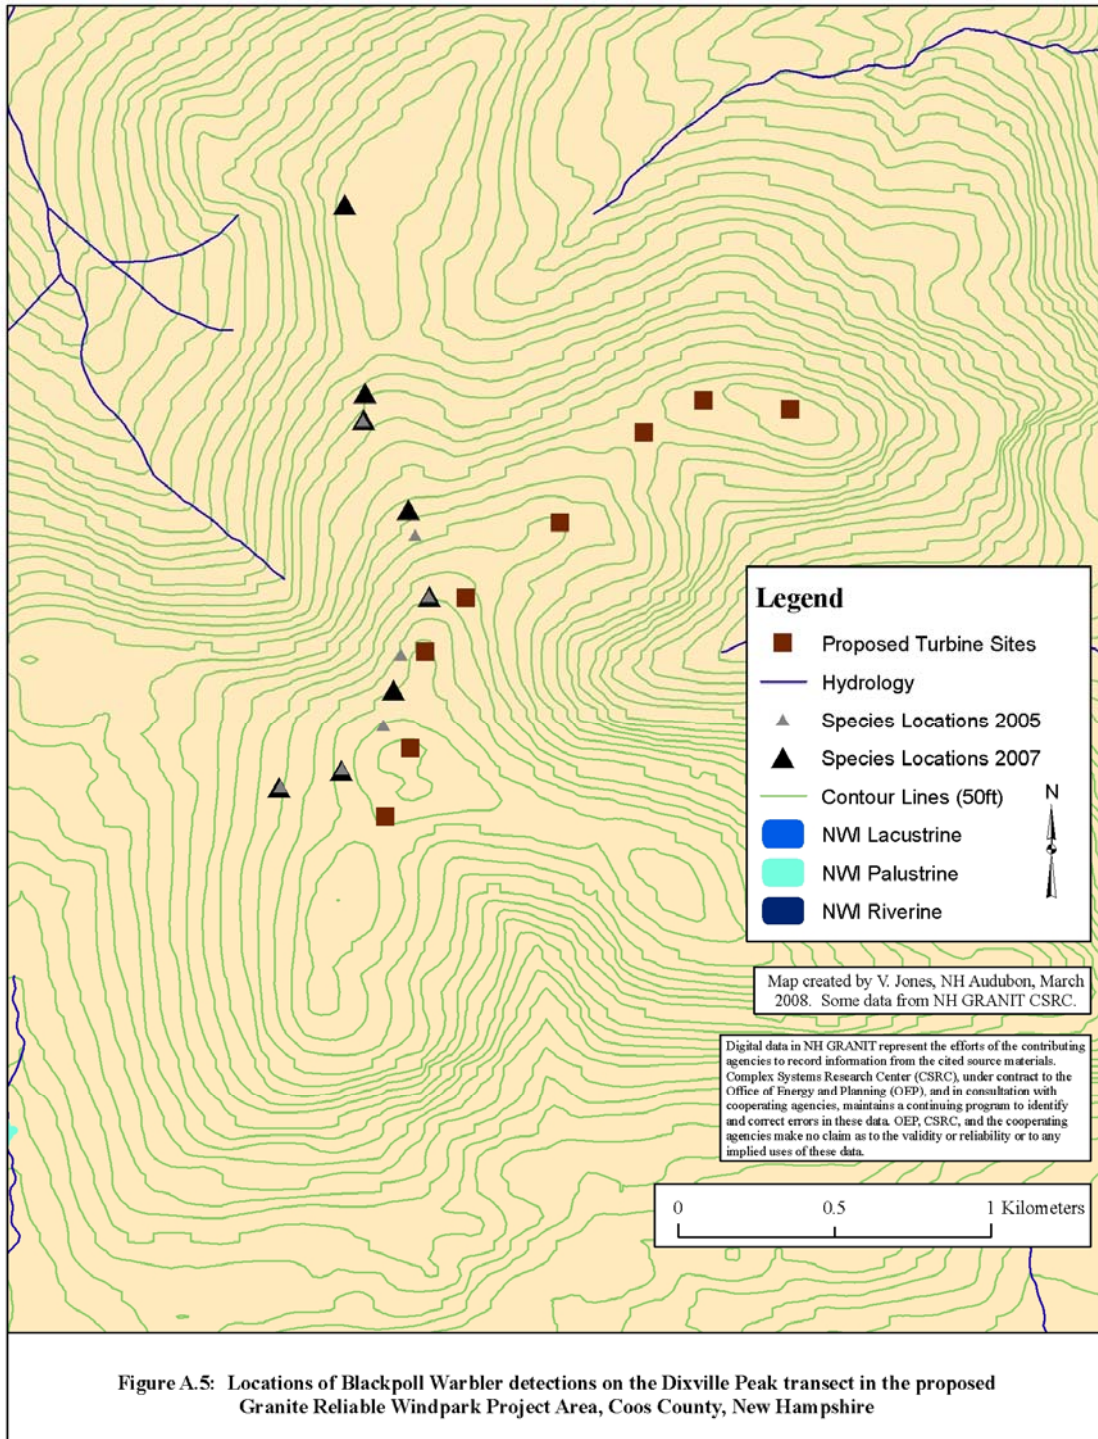 Legend
Proposed Turbine Sites
Hydrology
Species Locations 2005
Species Locations 2007
Contour Lines (50ft)
N
NWI Lacustrine
NWI Palustrine
NWI Riverine
Map created by V. Jones, NH Audubon, March
2008. Some data from NH GRANIT CSRC.
Digital data in NH GRANIT represent the efforts of the contributing
agencies to record information from the cited source materials.
Complex Systems Research Center (CSRC), under contract to the
Office of Energy and Planning (OEP), and in consultation with
cooperating agencies, maintains a continuing program to identify
and correct errors in these data. OEP, CSRC, and the cooperating
agencies make no claim as to the validity or reliability or to any
implied uses of these data.
0 0.5 1 Kilometers
Figure A.5: Locations of Blackpoll Warbler detections on the Dixville Peak transect in the proposed
Granite Reliable Windpark Project Area, Coos County, New Hampshire